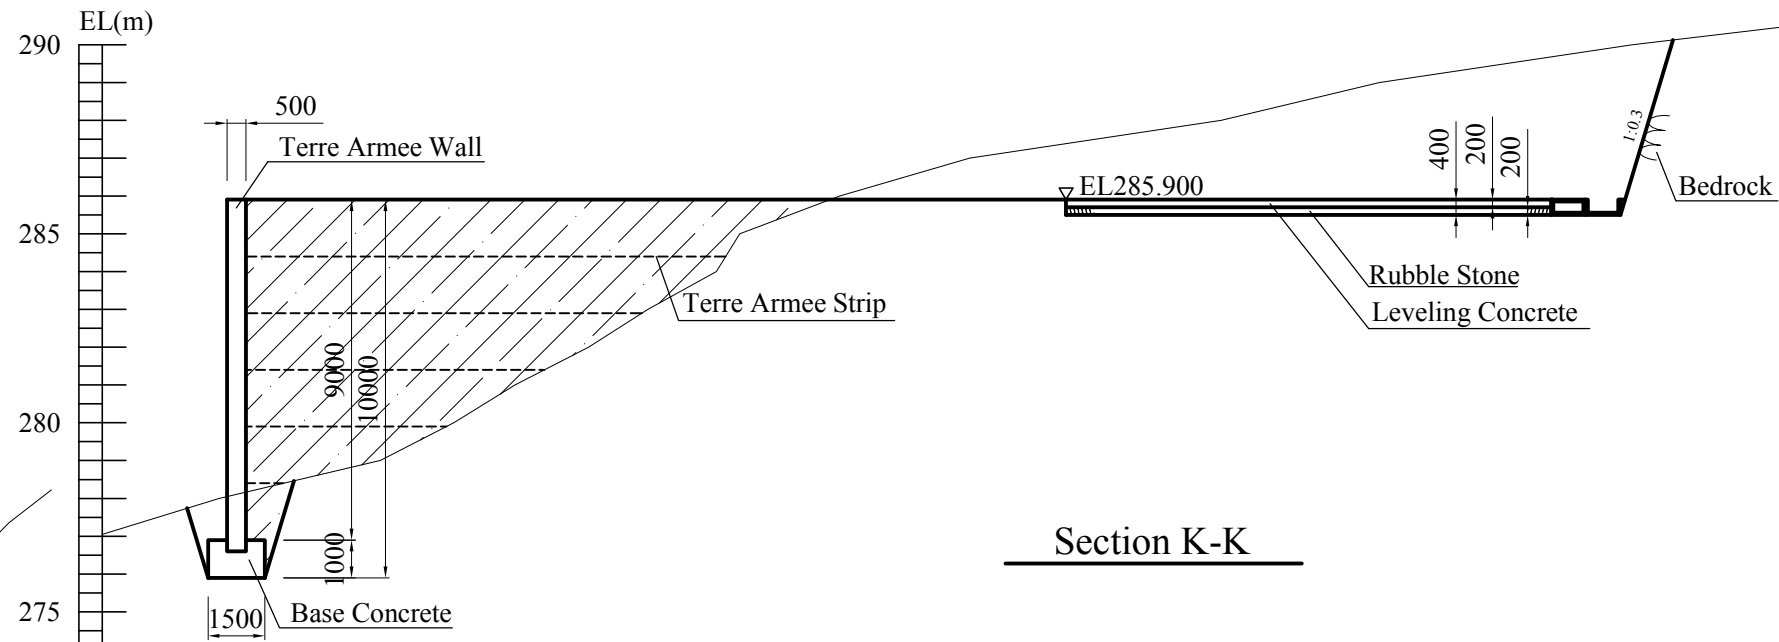 EL(m)
290
500
Terre Armee Wall
1:0.3
400
200
200
EL285.900
Bedrock
285
Rubble Stone
Terre Armee Strip
Leveling Concrete
9000
10000
280
Section K-K
1000
Base Concrete
1500
275